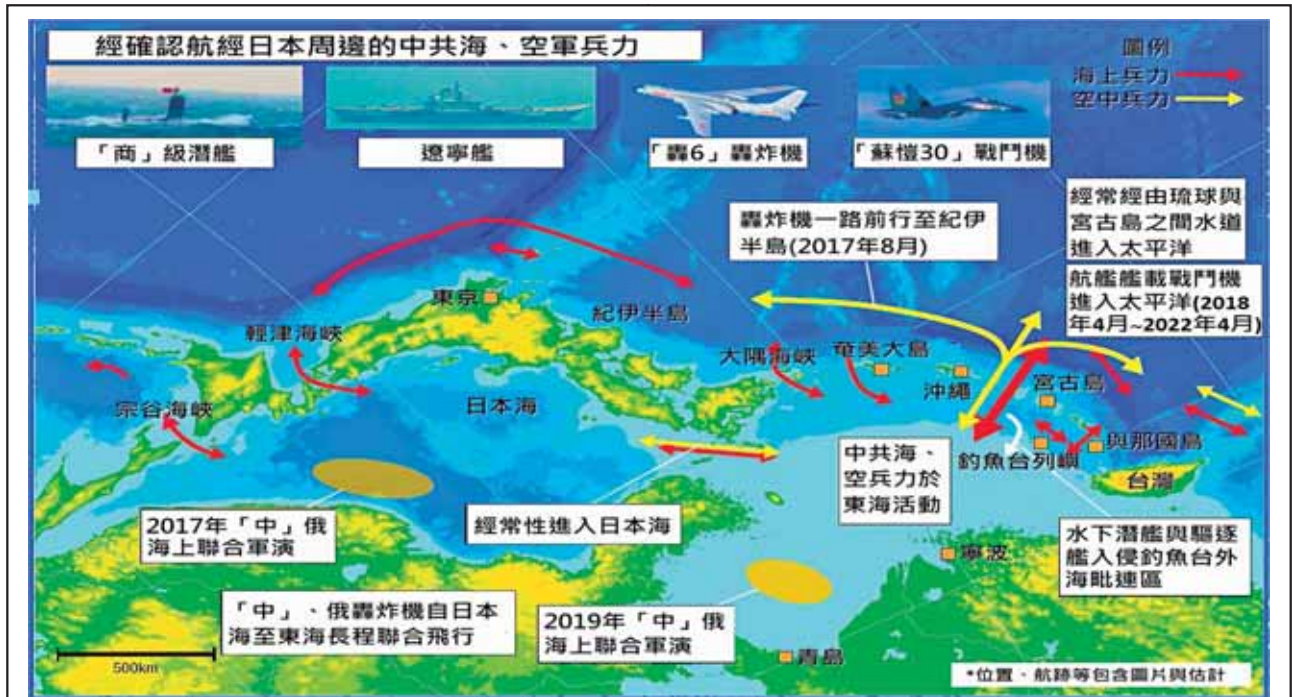 經確認航經日本周邊的中共海、空軍兵力
圖例
海上兵力
空中兵力
「商」級潛艦
遼寧艦
「轟6」轟炸機
「蘇愷30」戰鬥機
經常經由琉球與
宮古島之間水道
進入太平洋
轟炸機一路前行至紀伊
半島(2017年8月)
航艦艦載戰鬥機
進入太平洋(2018
年4月~2022年4月)
東京
紀伊半島
輕津海峽
大隅海峽
奄美大島
沖繩
宮古島
宗谷海峽
日本海
釣魚台列嶼
與那國島
台灣
中共海、
空兵力於
東海活動
2017年「中」俄
海上聯合軍演
經常性進入日本海
寧波
水下潛艦與驅逐
艦入侵釣魚台外
海毗連區
「中」、俄轟炸機自日本
海至東海長程聯合飛行
2019年「中」俄
海上聯合軍演
青島
500km
*位置、航跡等包含圖片與估計